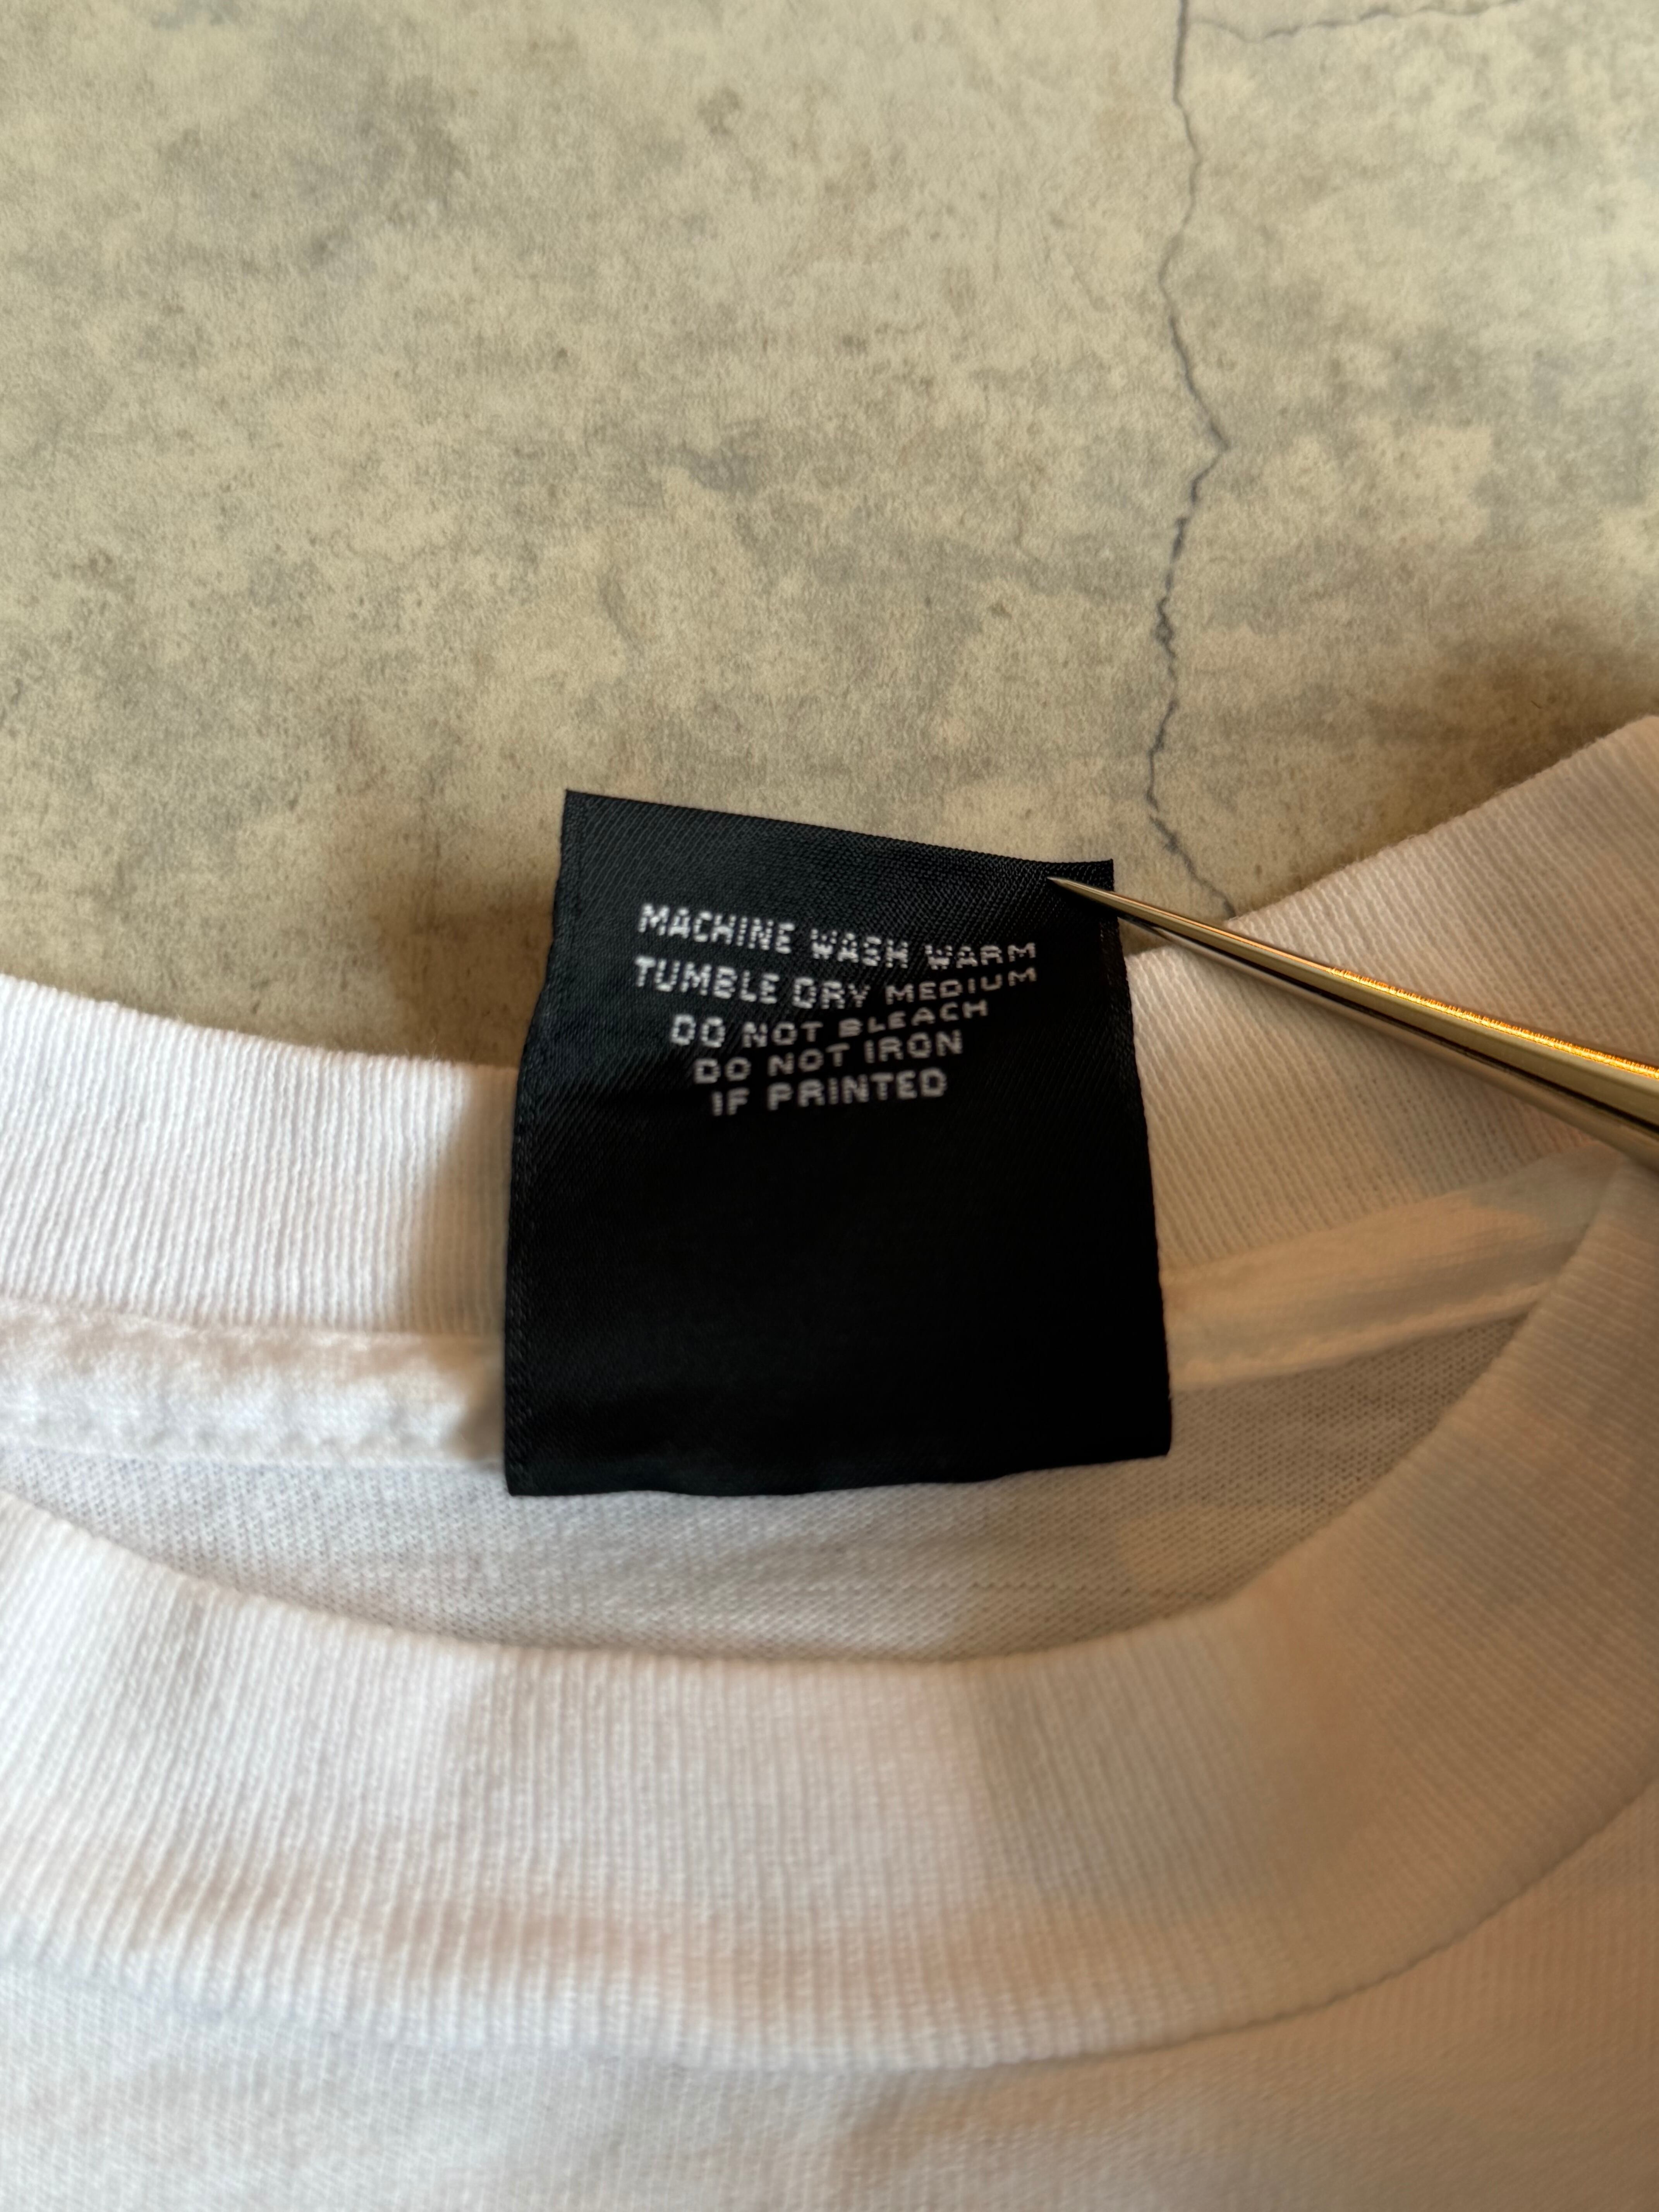 MACHINE WASH WARM
TUMBLE DRY MEDIUM
DO NOT BLEACH
DO NOT IRON
IF PRINTED